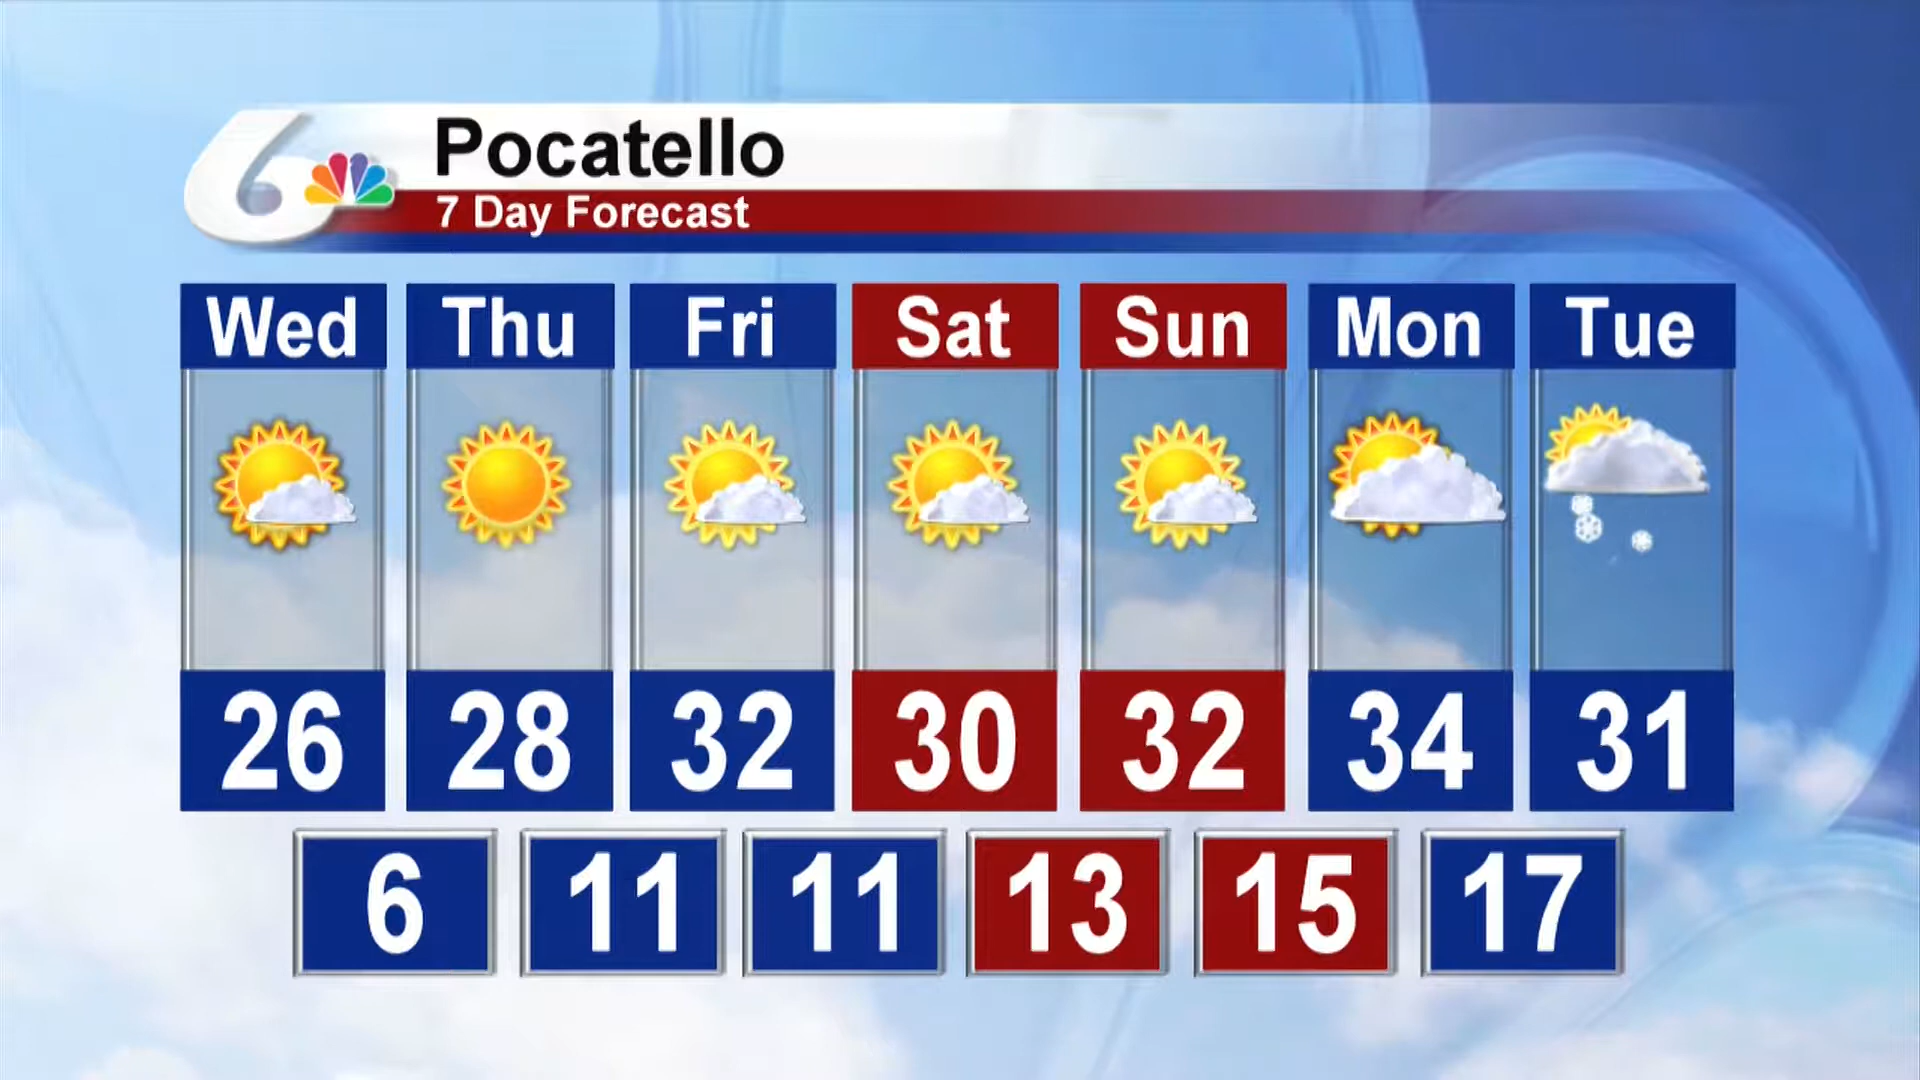 6
Pocatello
7 Day Forecast
Wed Thu Fri Sat Sun Mon Tue
26 28 32 30 32 34 31
6 11 11 13 15 17